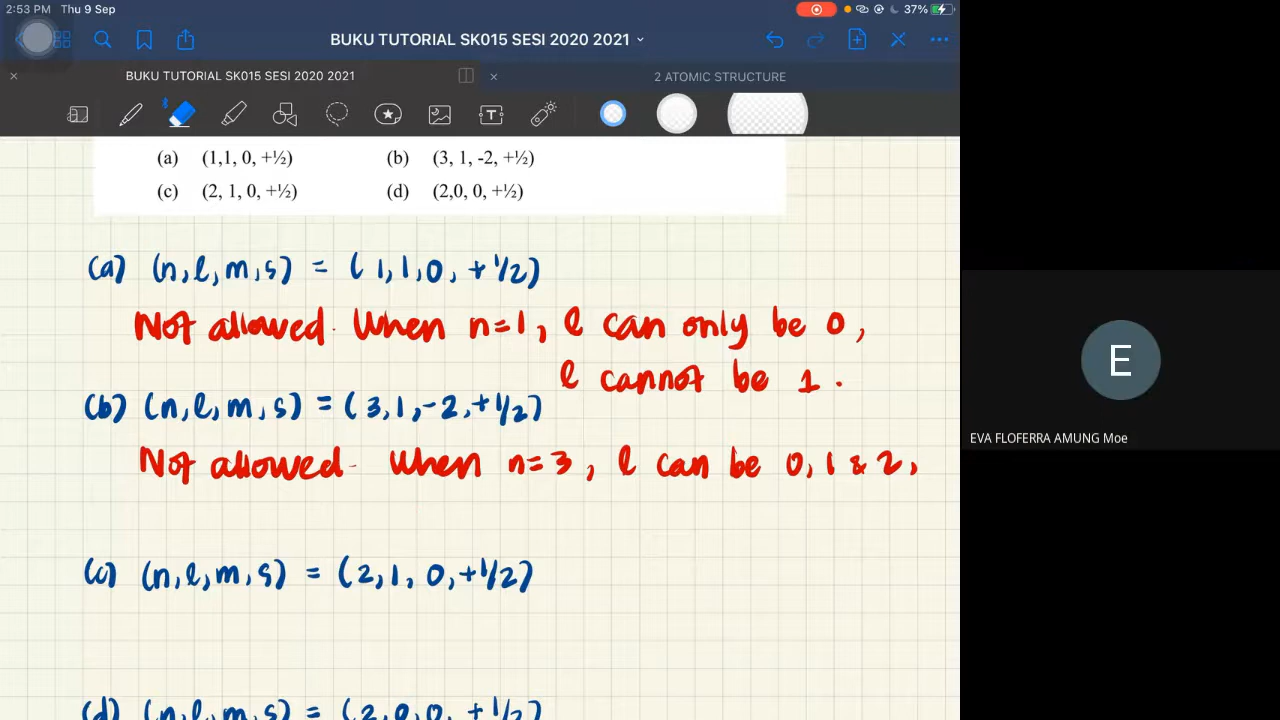 2:53 PM Thu 9 Sep 37%
BUKU TUTORIAL SK015 SESI 2020 2021
BUKU TUTORIAL SK015 SESI 2020 2021 2 ATOMIC STRUCTURE
(a) (1,1, 0, +½) (b) (3, 1, -2, +½)
(c) (2, 1, 0, +½) (d) (2,0, 0, +½)
(a) (n, l, m, s) = (1, 1, 0, +1/2)
Not allowed. When n=1, l can only be 0,
l cannot be 1.
(b) (n, l, m, s) = (3, 1, -2, +1/2)
Not allowed. When n=3, l can be 0, 1 & 2,
(c) (n, l, m, s) = (2, 1, 0, +1/2)
(d) (n, l, m, s) = (2, 0, 0, +1/2)
E
EVA FLOFERRA AMUNG Moe